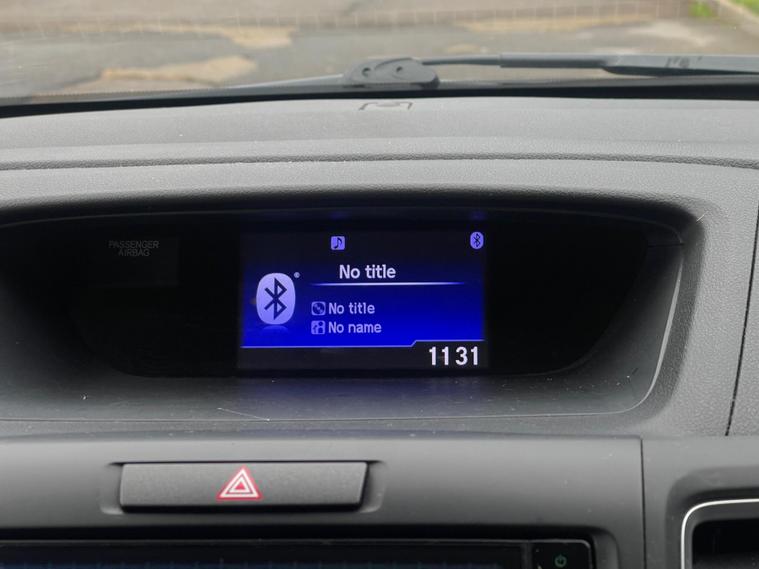 PASSENGER
AIRBAG
No title
No title
No name
1131